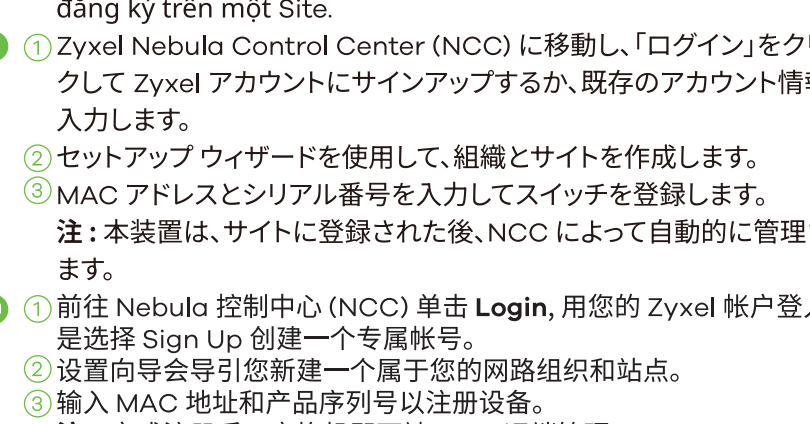 đăng ký trên một Site.
① Zyxel Nebula Control Center (NCC) に移動し、「ログイン」をク
クして Zyxel アカウントにサインアップするか、既存のアカウント情
入力します。
② セットアップ ウィザードを使用して、組織とサイトを作成します。
③ MAC アドレスとシリアル番号を入力してスイッチを登録します。
注 : 本装置は、サイトに登録された後、NCC によって自動的に管理
ます。
① 前往 Nebula 控制中心 (NCC) 单击 Login, 用您的 Zyxel 帐户登
是选择 Sign Up 创建一个专属帐号。
② 设置向导会导引您新建一个属于您的网路组织和站点。
③ 输入 MAC 地址和产品序列号以注册设备。